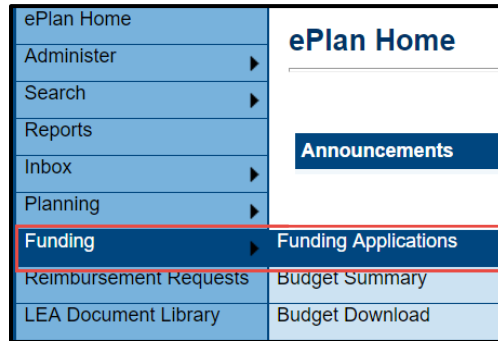 ePlan Home
Administer
Search
Reports
Inbox
Planning
Funding
Reimbursement Requests
LEA Document Library
ePlan Home
Announcements
Funding Applications
Budget Summary
Budget Download